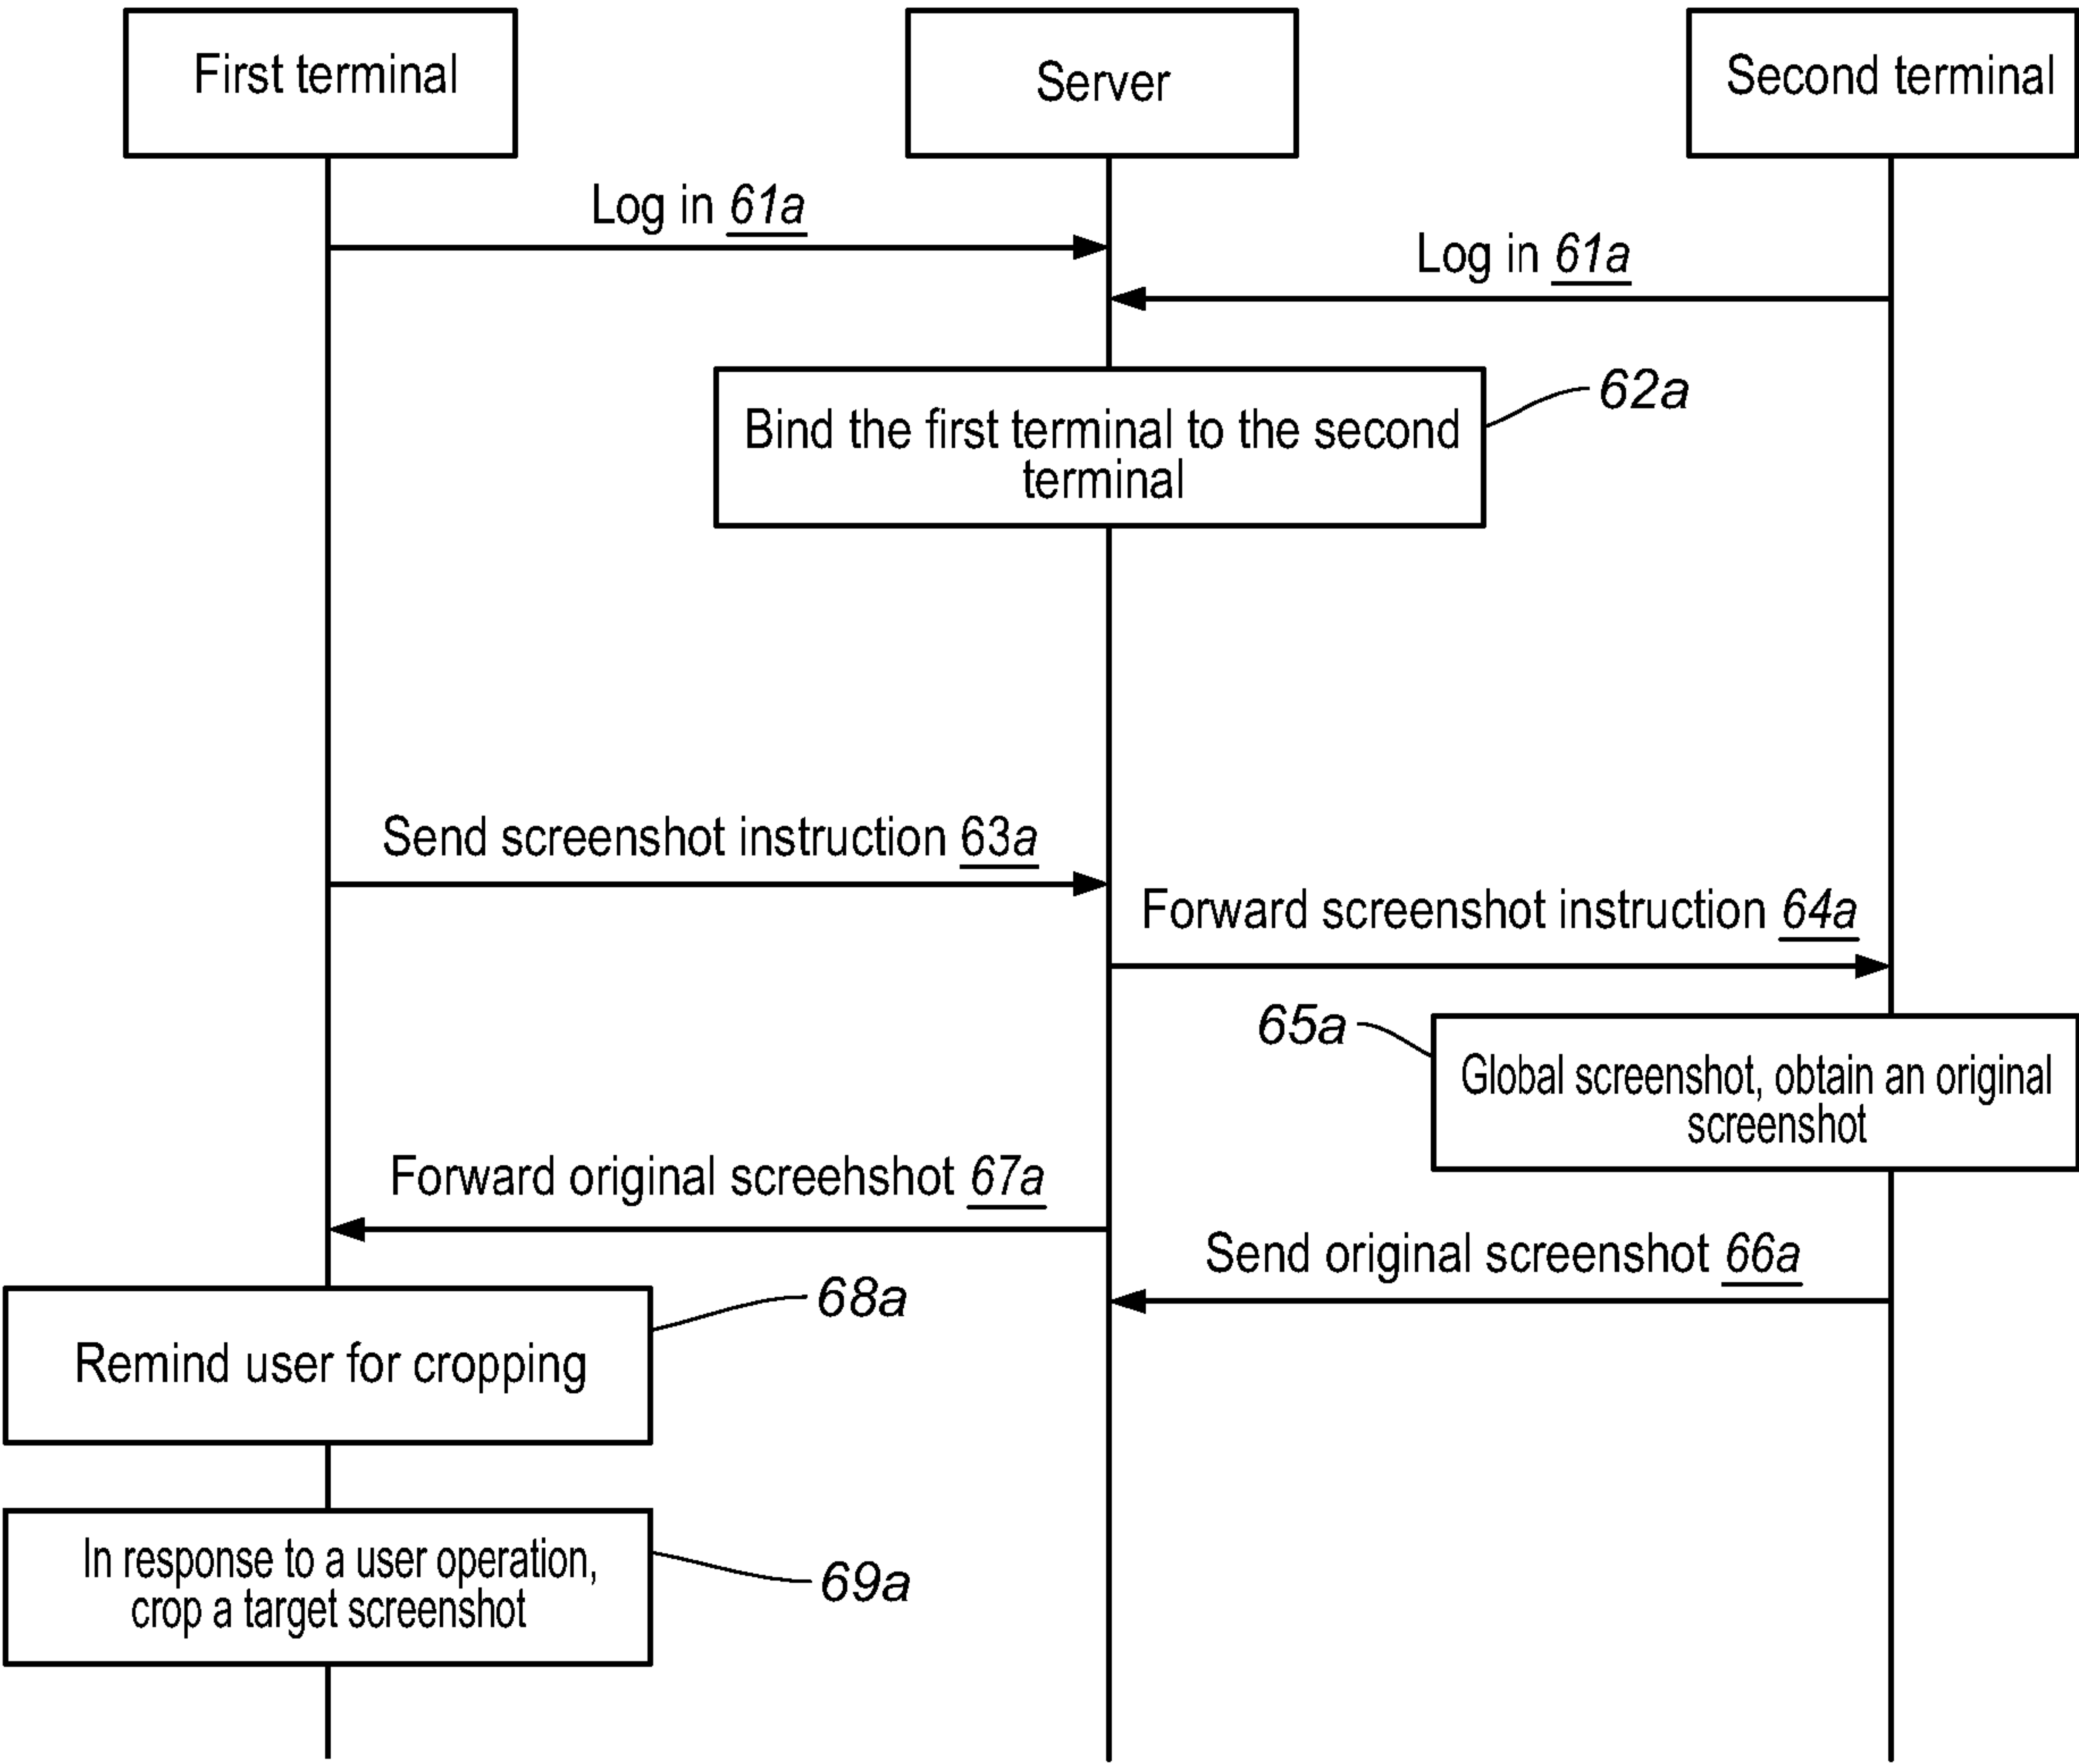 First terminal
Server
Second terminal
Log in 61a
Log in 61a
62a
Bind the first terminal to the second
terminal
Send screenshot instruction 63a
Forward screenshot instruction 64a
65a
Global screenshot, obtain an original
screenshot
Forward original screehshot 67a
Send original screenshot 66a
68a
Remind user for cropping
In response to a user operation,
crop a target screenshot
69a